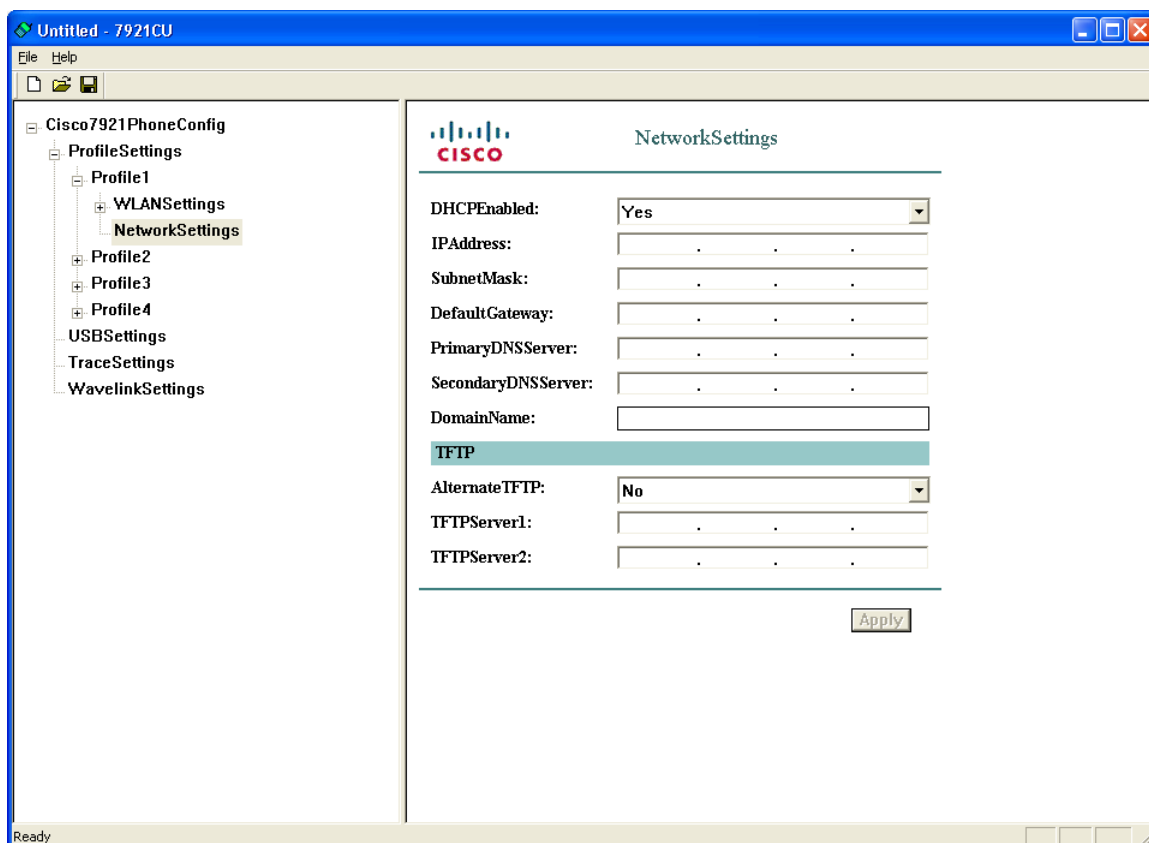 Untitled - 7921CU
File Help
Cisco7921PhoneConfig
ProfileSettings
Profile1
WLANSettings
NetworkSettings
Profile2
Profile3
Profile4
USBSettings
TraceSettings
WavelinkSettings
CISCO
NetworkSettings
DHCPEnabled: Yes
IPAddress: . . .
SubnetMask: . . .
DefaultGateway: . . .
PrimaryDNSServer: . . .
SecondaryDNSServer: . . .
DomainName:
TFTP
AlternateTFTP: No
TFTPServer1: . . .
TFTPServer2: . . .
Apply
Ready